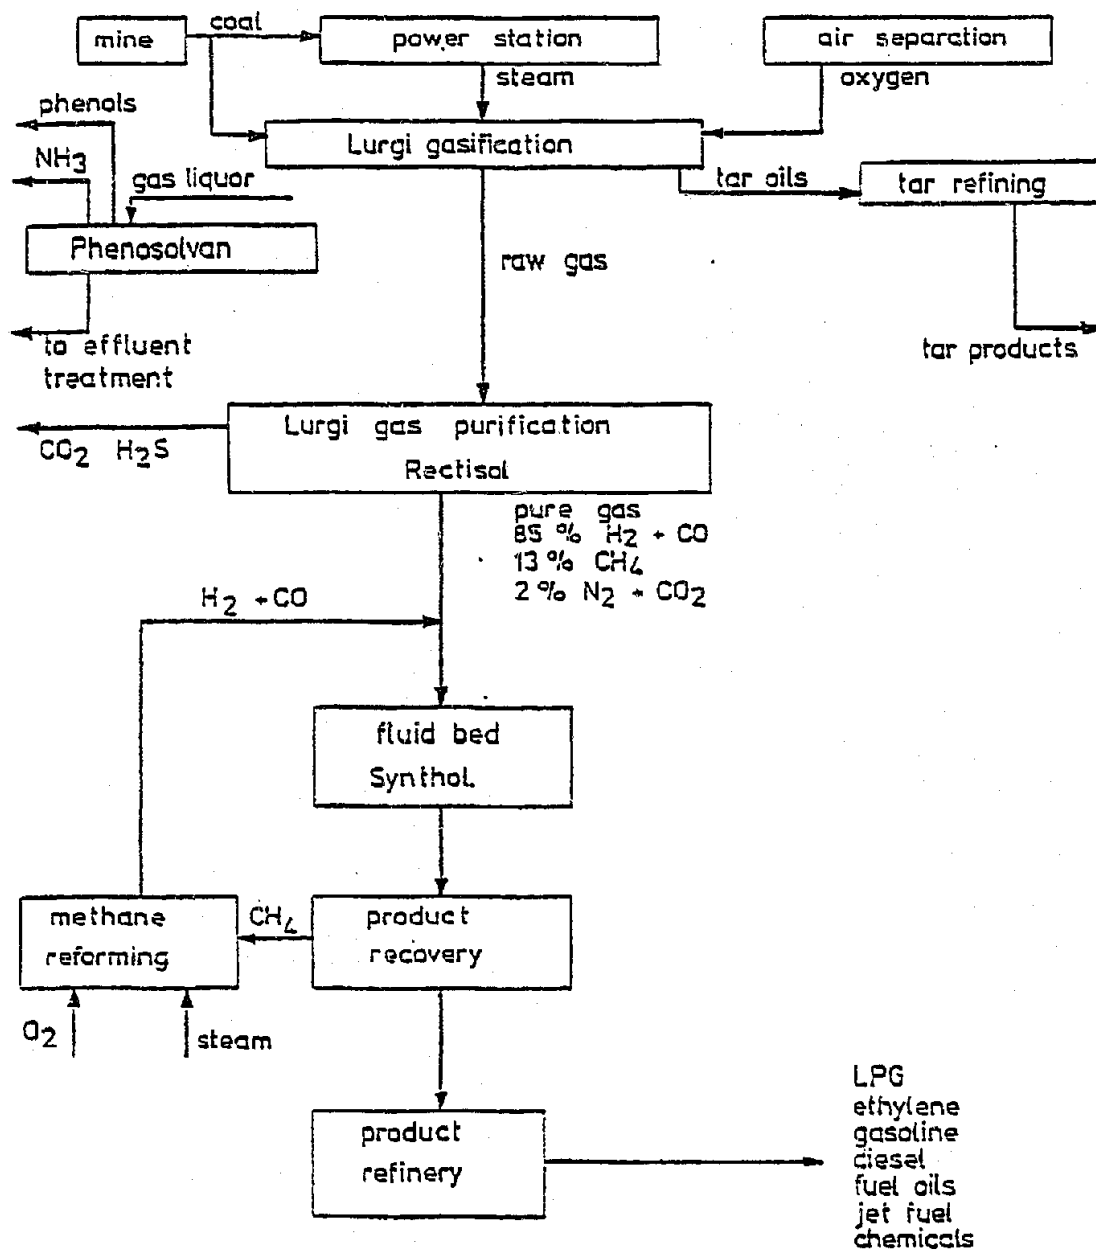 mine
coal
power station
air separation
steam
oxygen
phenols
Lurgi gasification
NH3
gas liquor
tar oils
tar refining
Phenosolvan
raw gas
to effluent
treatment
tar products
Lurgi gas purification
Rectisol
CO2 H2S
pure gas
85 % H2 + CO
13 % CH4
2 % N2 + CO2
H2 + CO
fluid bed
Synthol.
methane
reforming
CH4
product
recovery
O2
steam
product
refinery
LPG
ethylene
gasoline
diesel
fuel oils
jet fuel
chemicals